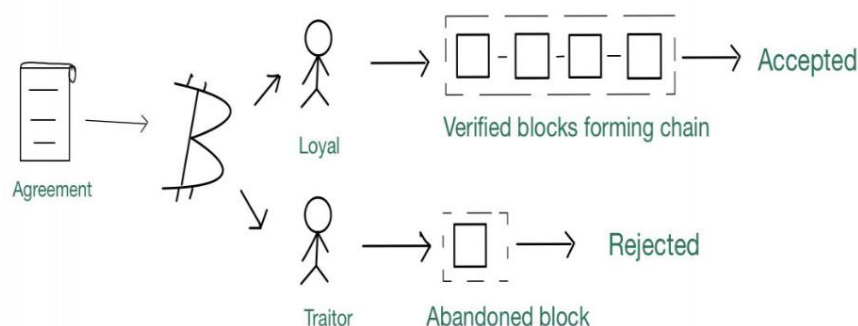 Agreement
Loyal
Verified blocks forming chain
Accepted
Traitor
Abandoned block
Rejected